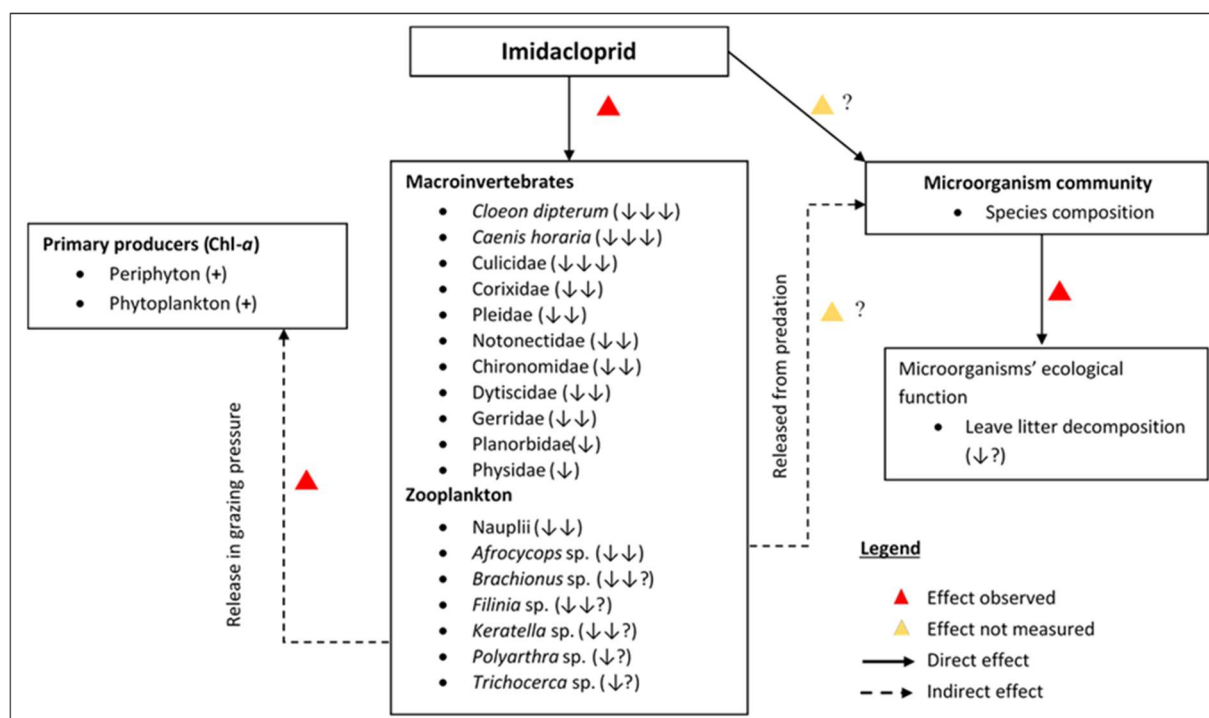 Imidacloprid
?
Macroinvertebrates
• Cloeon dipterum (↓↓↓)
• Caenis horaria (↓↓↓)
• Culicidae (↓↓↓)
• Corixidae (↓↓)
• Pleidae (↓↓)
• Notonectidae (↓↓)
• Chironomidae (↓↓)
• Dytiscidae (↓↓)
• Gerridae (↓↓)
• Planorbidae(↓)
• Physidae (↓)
Zooplankton
• Nauplii (↓↓)
• Afrocycops sp. (↓↓)
• Brachionus sp. (↓↓?)
• Filinia sp. (↓↓?)
• Keratella sp. (↓↓?)
• Polyarthra sp. (↓?)
• Trichocerca sp. (↓?)
Primary producers (Chl-a)
• Periphyton (+)
• Phytoplankton (+)
Release in grazing pressure
Released from predation
?
Microorganism community
• Species composition
Microorganisms’ ecological
function
• Leave litter decomposition
(↓?)
Legend
Effect observed
Effect not measured
Direct effect
Indirect effect